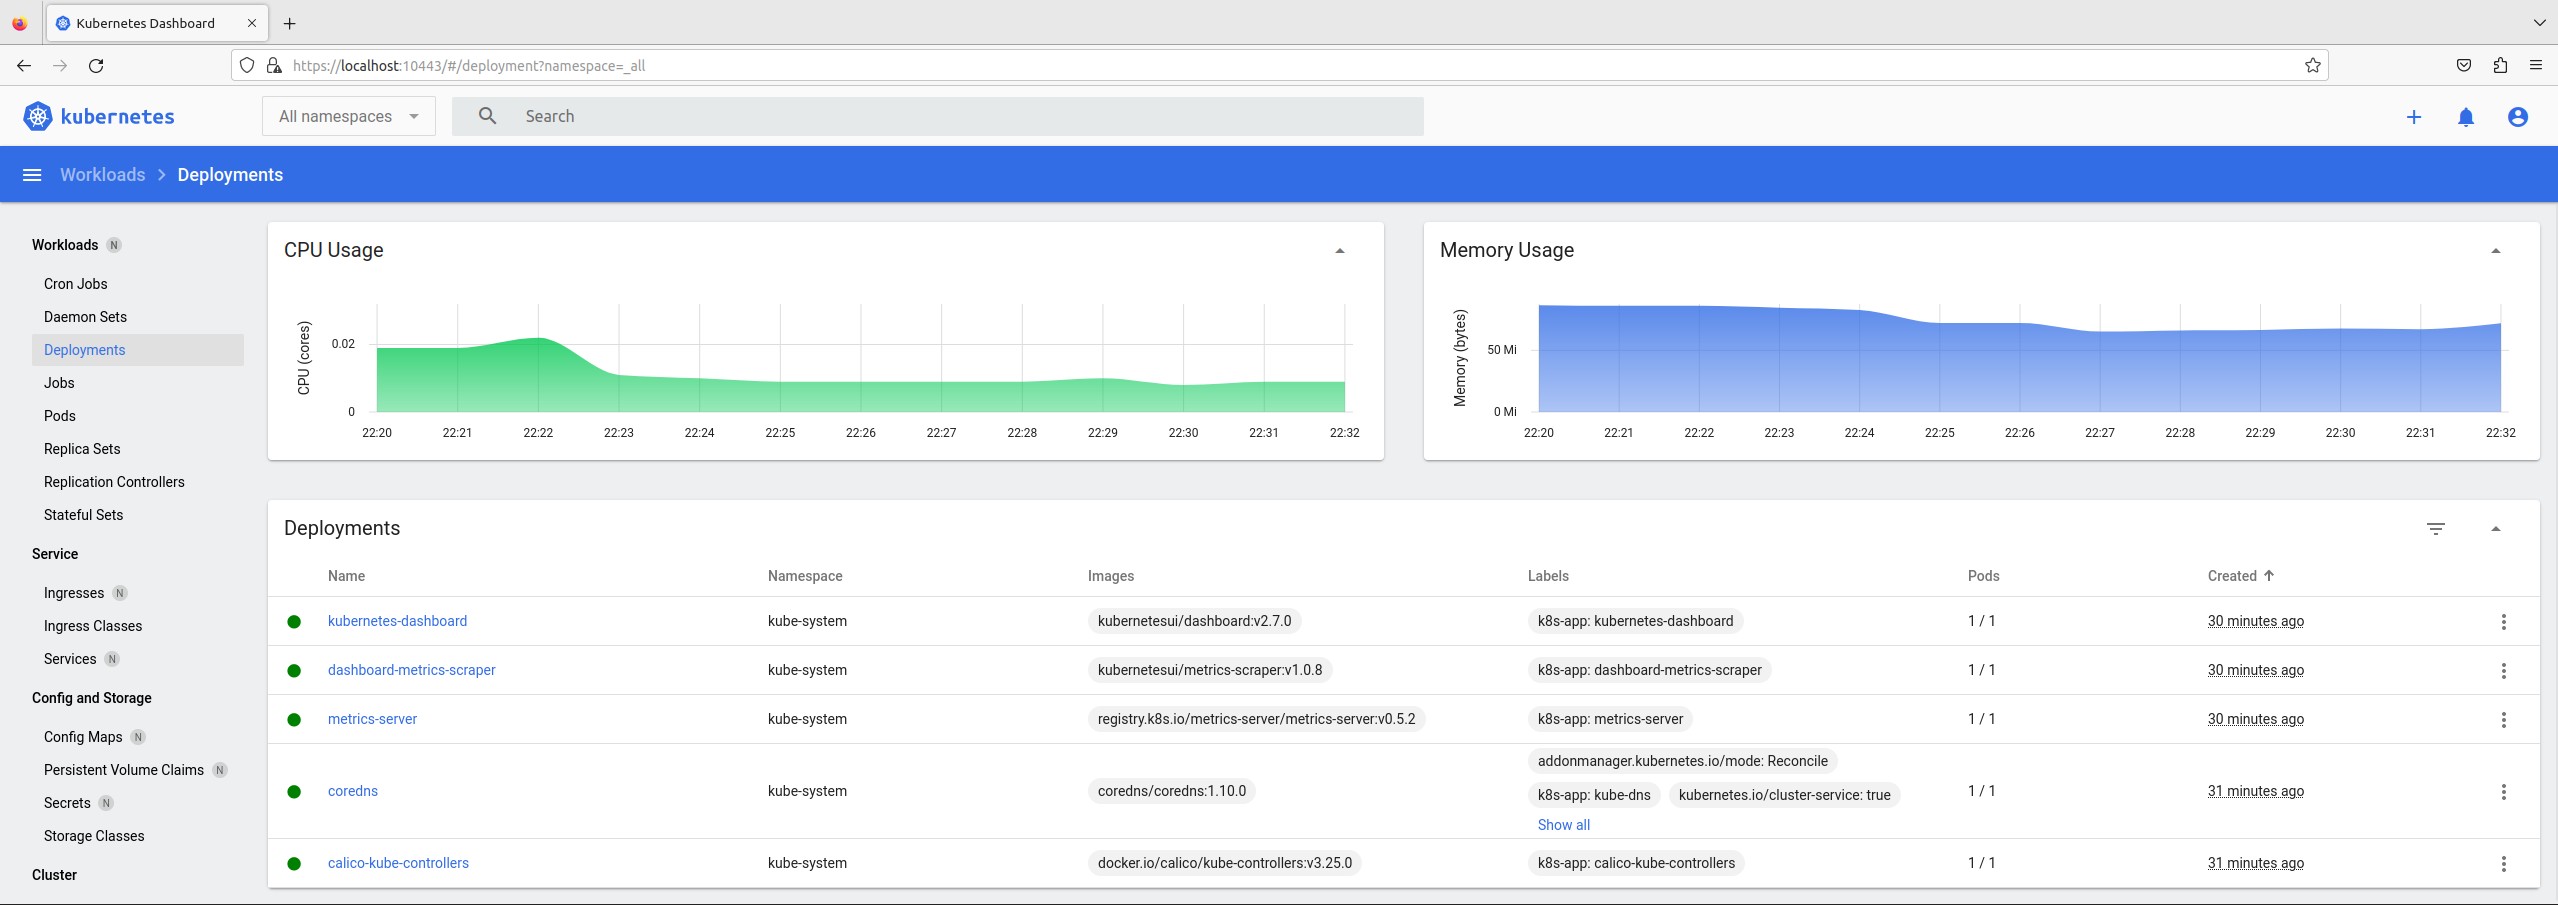 Kubernetes Dashboard
https://localhost:10443/#/deployment?namespace=_all
kubernetes
All namespaces
Search
Workloads
Deployments
Workloads N
Cron Jobs
Daemon Sets
Deployments
Jobs
Pods
Replica Sets
Replication Controllers
Stateful Sets
Service
Ingresses N
Ingress Classes
Services N
Config and Storage
Config Maps N
Persistent Volume Claims N
Secrets N
Storage Classes
Cluster
CPU Usage
CPU (cores)
0.02
0
22:20 22:21 22:22 22:23 22:24 22:25 22:26 22:27 22:28 22:29 22:30 22:31 22:32
Memory Usage
Memory (bytes)
50 Mi
0 Mi
22:20 22:21 22:22 22:23 22:24 22:25 22:26 22:27 22:28 22:29 22:30 22:31 22:32
Deployments
Name Namespace Images Labels Pods Created
kubernetes-dashboard kube-system kubernetesui/dashboard:v2.7.0 k8s-app: kubernetes-dashboard 1 / 1 30 minutes ago
dashboard-metrics-scraper kube-system kubernetesui/metrics-scraper:v1.0.8 k8s-app: dashboard-metrics-scraper 1 / 1 30 minutes ago
metrics-server kube-system registry.k8s.io/metrics-server/metrics-server:v0.5.2 k8s-app: metrics-server 1 / 1 30 minutes ago
addonmanager.kubernetes.io/mode: Reconcile
coredns kube-system coredns/coredns:1.10.0 k8s-app: kube-dns kubernetes.io/cluster-service: true 1 / 1 31 minutes ago
Show all
calico-kube-controllers kube-system docker.io/calico/kube-controllers:v3.25.0 k8s-app: calico-kube-controllers 1 / 1 31 minutes ago